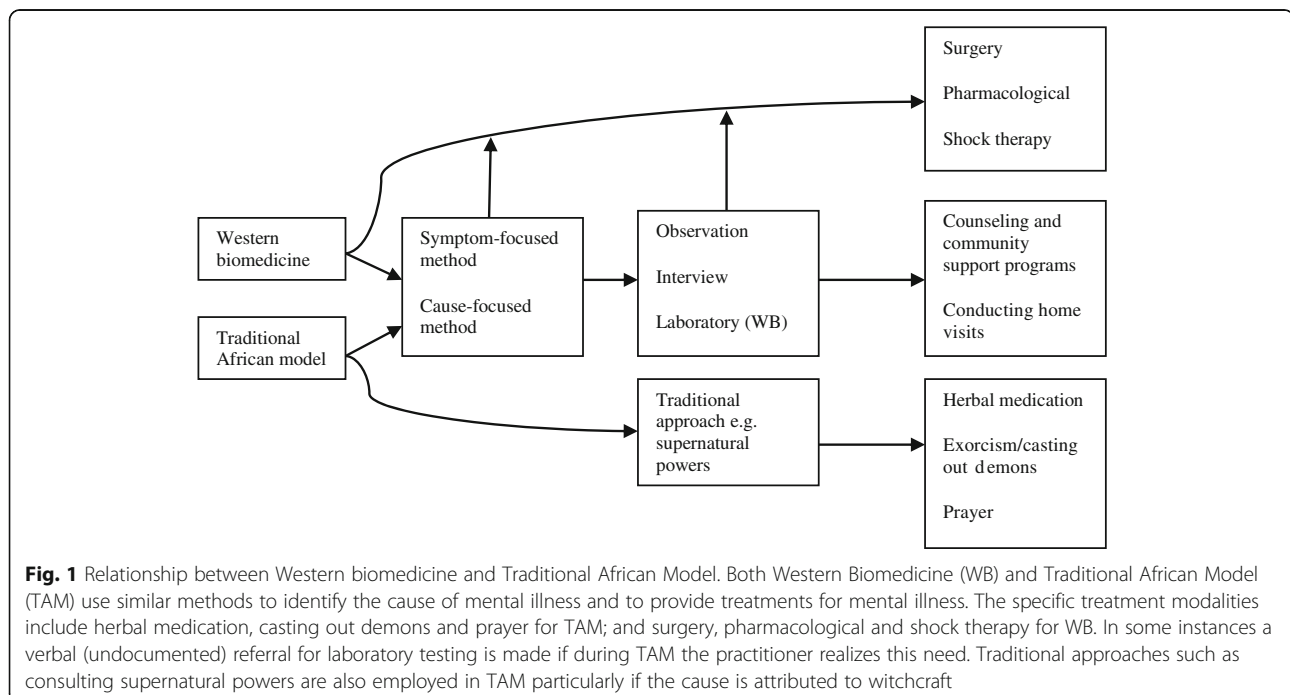 Surgery
Pharmacological
Shock therapy
Western
biomedicine
Symptom-focused
method
Cause-focused
method
Observation
Interview
Laboratory (WB)
Counseling and
community
support programs
Conducting home
visits
Traditional
African model
Traditional
approach e.g.
supernatural
powers
Herbal medication
Exorcism/casting
out demons
Prayer
Fig. 1 Relationship between Western biomedicine and Traditional African Model. Both Western Biomedicine (WB) and Traditional African Model
(TAM) use similar methods to identify the cause of mental illness and to provide treatments for mental illness. The specific treatment modalities
include herbal medication, casting out demons and prayer for TAM; and surgery, pharmacological and shock therapy for WB. In some instances a
verbal (undocumented) referral for laboratory testing is made if during TAM the practitioner realizes this need. Traditional approaches such as
consulting supernatural powers are also employed in TAM particularly if the cause is attributed to witchcraft